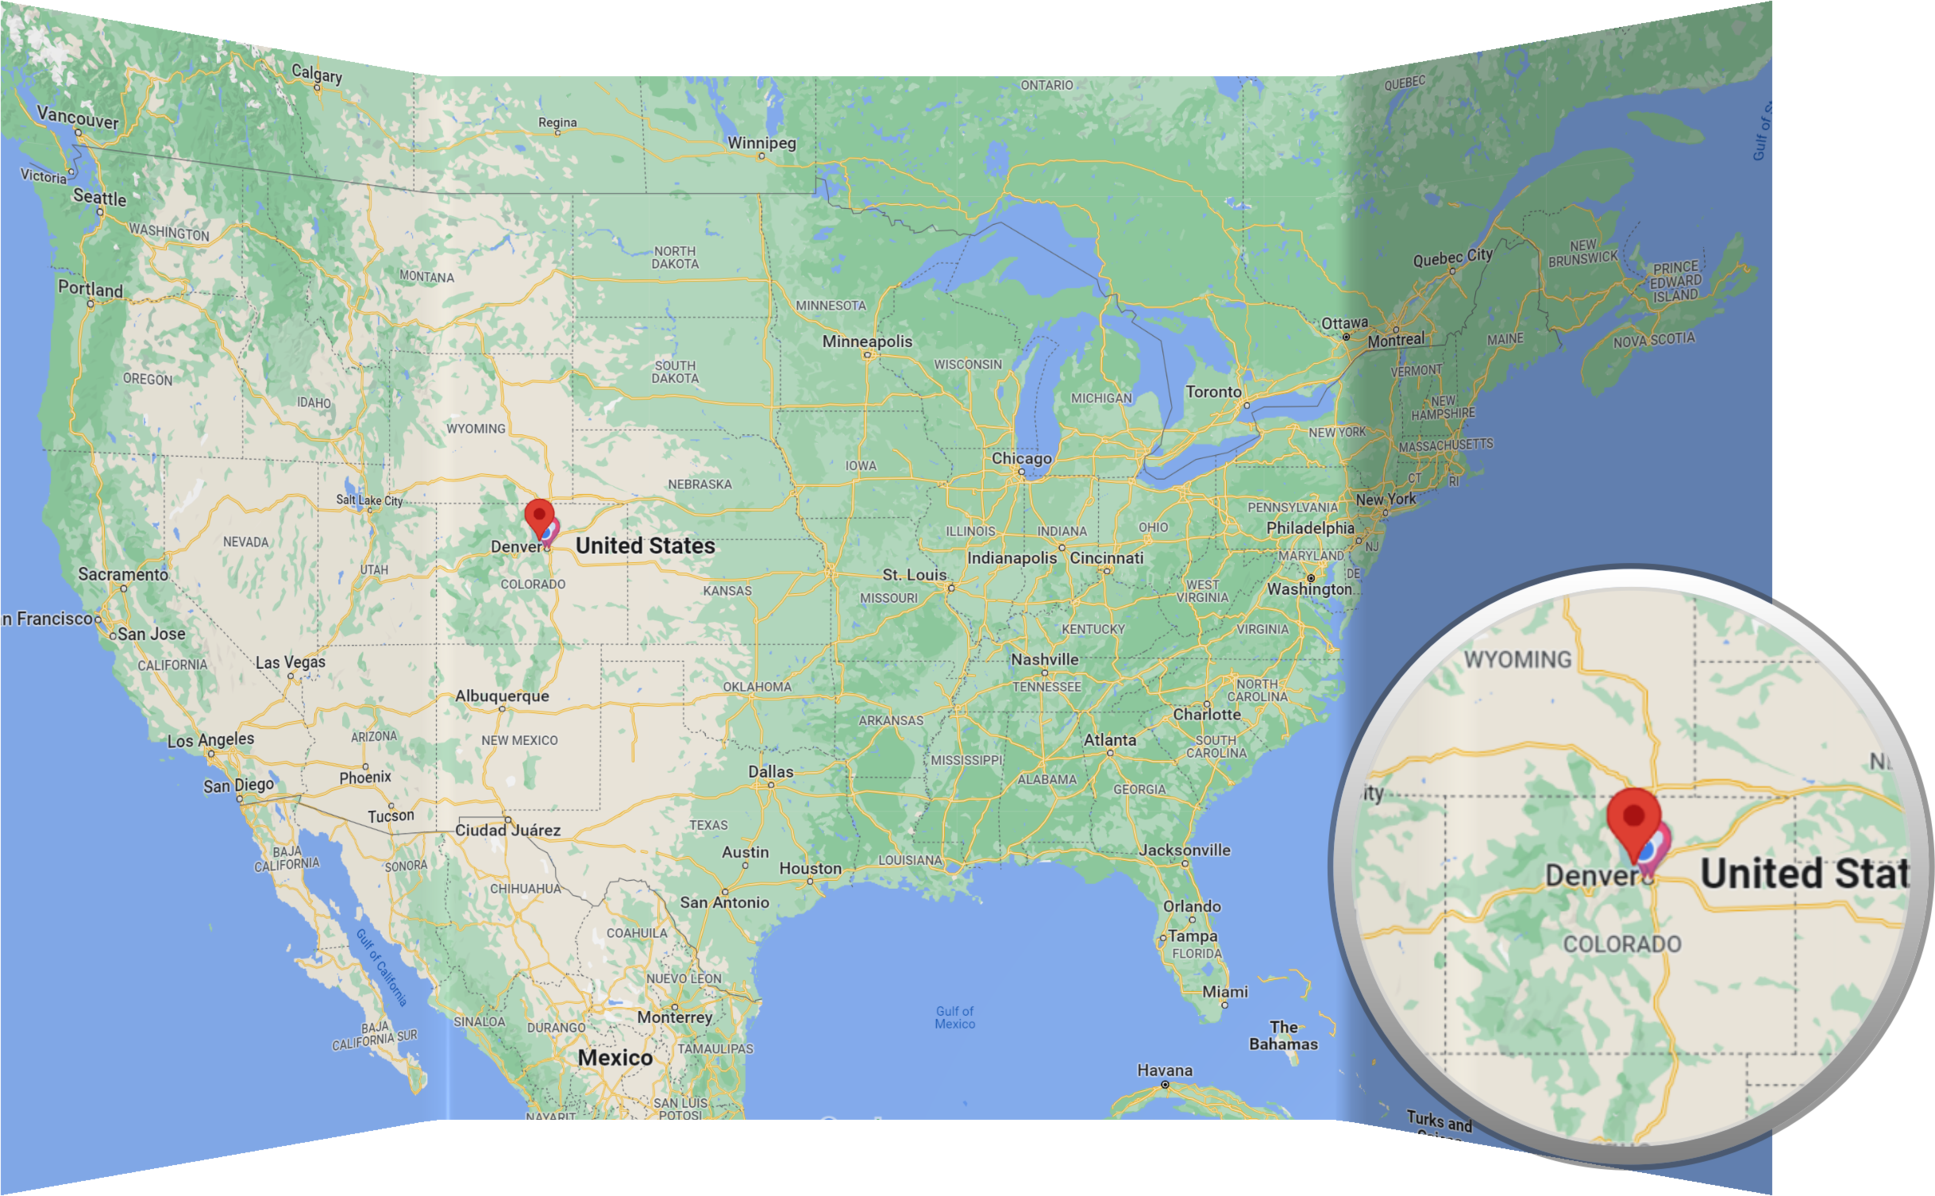 Calgary
Vancouver
Victoria
Seattle
WASHINGTON
Portland
OREGON
IDAHO
MONTANA
WYOMING
Regina
Winnipeg
ONTARIO
QUEBEC
Gulf of
NORTH
DAKOTA
SOUTH
DAKOTA
MINNESOTA
Minneapolis
WISCONSIN
MICHIGAN
Toronto
Ottawa
Montreal
Quebec City
NEW
BRUNSWICK
PRINCE
EDWARD
ISLAND
NOVA SCOTIA
MAINE
VERMONT
NEW
HAMPSHIRE
MASSACHUSETTS
CT
RI
NEW YORK
New York
PENNSYLVANIA
Philadelphia
NJ
MARYLAND
DE
Washington
Chicago
IOWA
NEBRASKA
Salt Lake City
NEVADA
UTAH
Denver
United States
COLORADO
KANSAS
MISSOURI
St. Louis
ILLINOIS
INDIANA
OHIO
Indianapolis
Cincinnati
WEST
VIRGINIA
VIRGINIA
KENTUCKY
Sacramento
n Francisco
San Jose
CALIFORNIA
Las Vegas
Albuquerque
OKLAHOMA
Nashville
TENNESSEE
NORTH
CAROLINA
Charlotte
ARKANSAS
Los Angeles
ARIZONA
NEW MEXICO
San Diego
Phoenix
Tucson
Dallas
MISSISSIPPI
ALABAMA
Atlanta
SOUTH
CAROLINA
GEORGIA
Ciudad Juárez
TEXAS
BAJA
CALIFORNIA
SONORA
CHIHUAHUA
Austin
Houston
San Antonio
LOUISIANA
Jacksonville
Orlando
Tampa
FLORIDA
Miami
COAHUILA
NUEVO LEON
Monterrey
Gulf of California
Gulf of
Mexico
BAJA
CALIFORNIA SUR
SINALOA
DURANGO
Mexico
TAMAULIPAS
SAN LUIS
POTOSI
NAYARIT
The
Bahamas
Havana
Turks and
WYOMING
ity
Denver
United Stat
COLORADO